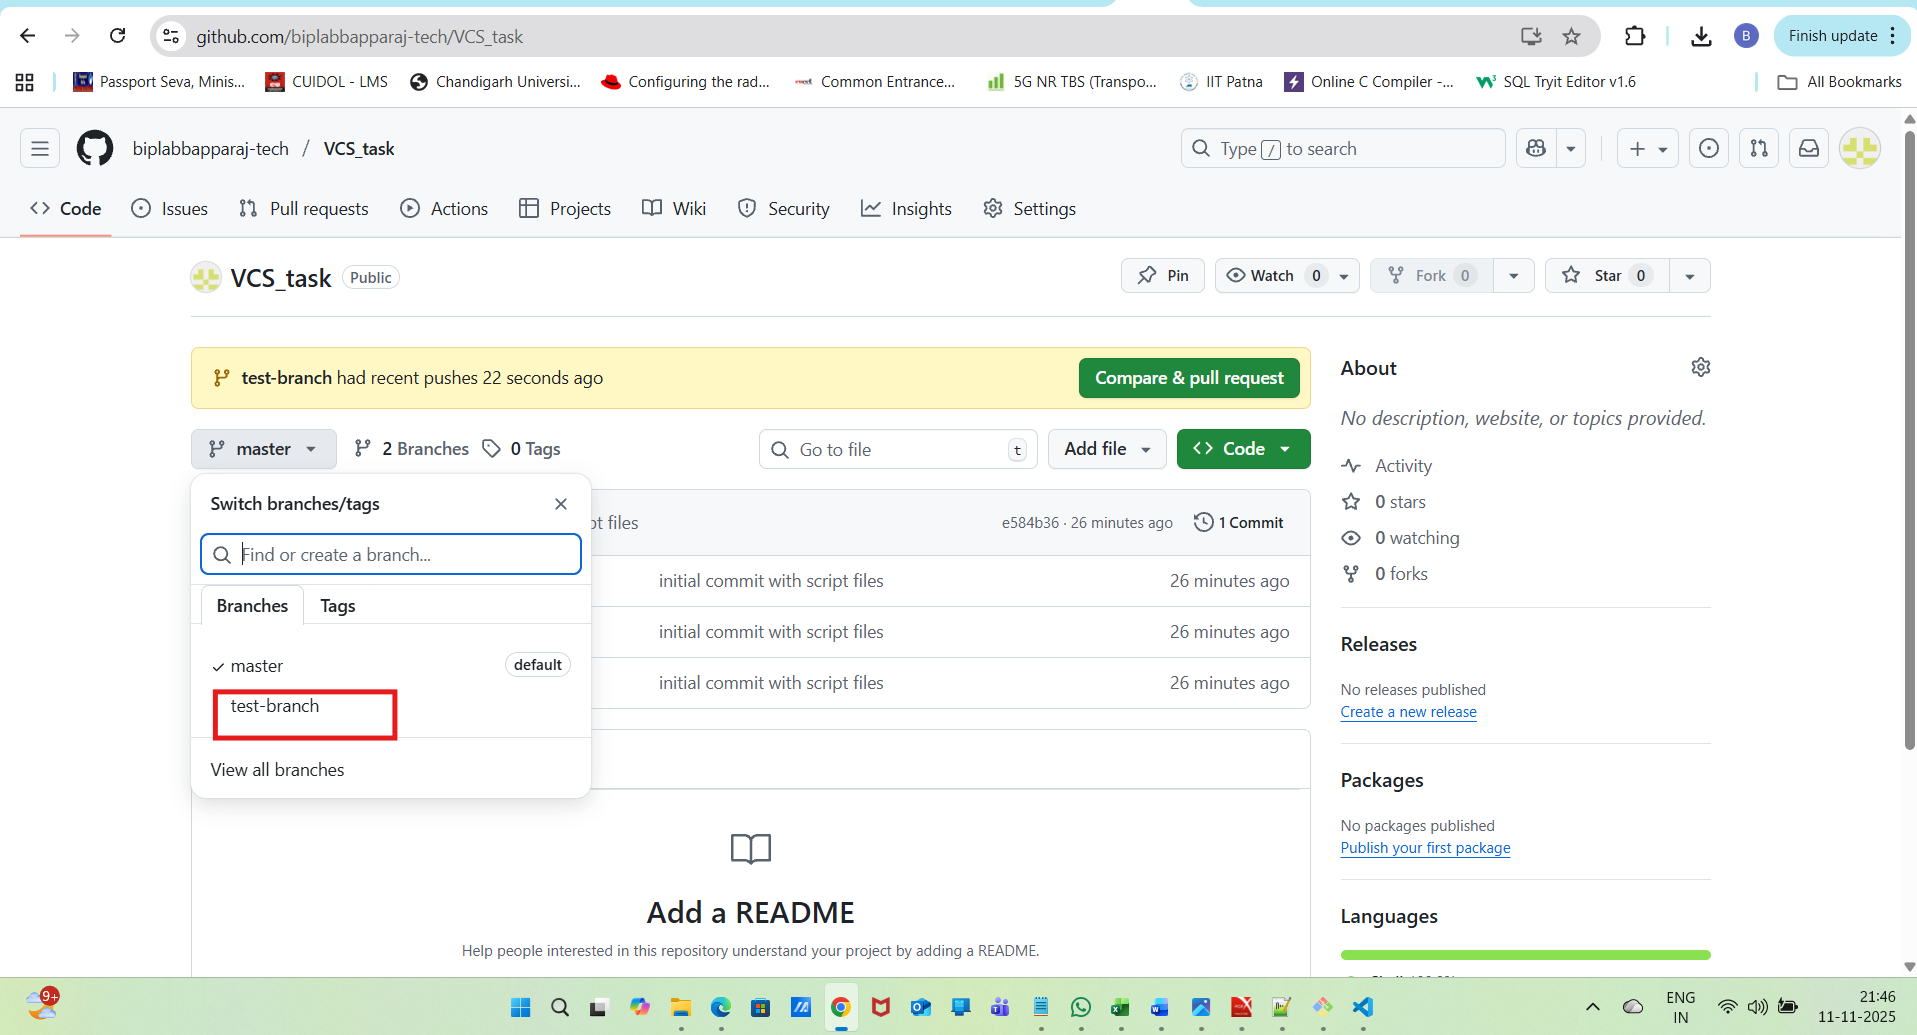 github.com/biplabbapparaj-tech/VCS_task
B
Finish update
Passport Seva, Minis...
CUIDOL - LMS
Chandigarh Universi...
Configuring the rad...
Common Entrance...
5G NR TBS (Transpo...
IIT Patna
Online C Compiler -...
SQL Tryit Editor v1.6
All Bookmarks
biplabbapparaj-tech / VCS_task
Type / to search
Code
Issues
Pull requests
Actions
Projects
Wiki
Security
Insights
Settings
VCS_task
Public
Pin
Watch 0
Fork 0
Star 0
test-branch had recent pushes 22 seconds ago
Compare & pull request
master
2 Branches
0 Tags
Go to file
t
Add file
Code
Switch branches/tags
Find or create a branch...
Branches
Tags
master
default
test-branch
View all branches
pt files
e584b36 · 26 minutes ago
1 Commit
initial commit with script files
26 minutes ago
initial commit with script files
26 minutes ago
initial commit with script files
26 minutes ago
Add a README
Help people interested in this repository understand your project by adding a README.
About
No description, website, or topics provided.
Activity
0 stars
0 watching
0 forks
Releases
No releases published
Create a new release
Packages
No packages published
Publish your first package
Languages
9+
ENG
IN
21:46
11-11-2025